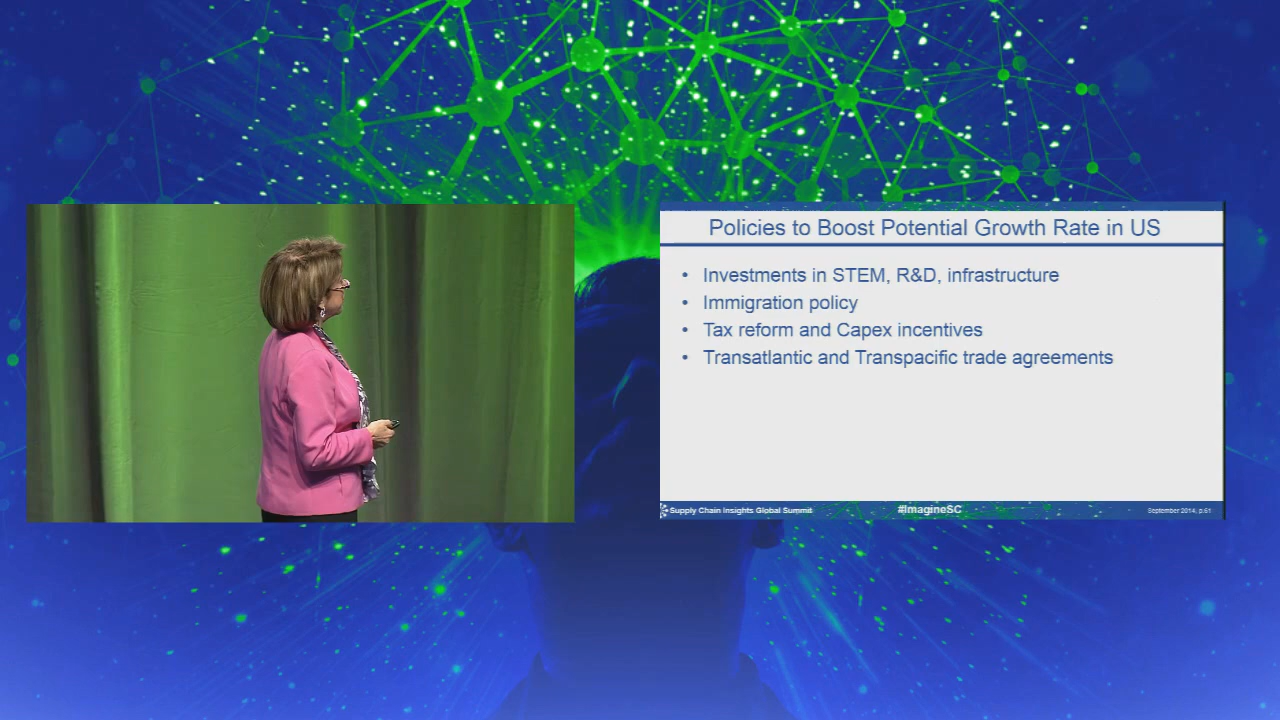 Policies to Boost Potential Growth Rate in US
• Investments in STEM, R&D, infrastructure
• Immigration policy
• Tax reform and Capex incentives
• Transatlantic and Transpacific trade agreements
Supply Chain Insights Global Summit
#ImagineSC
September 2014, p.61